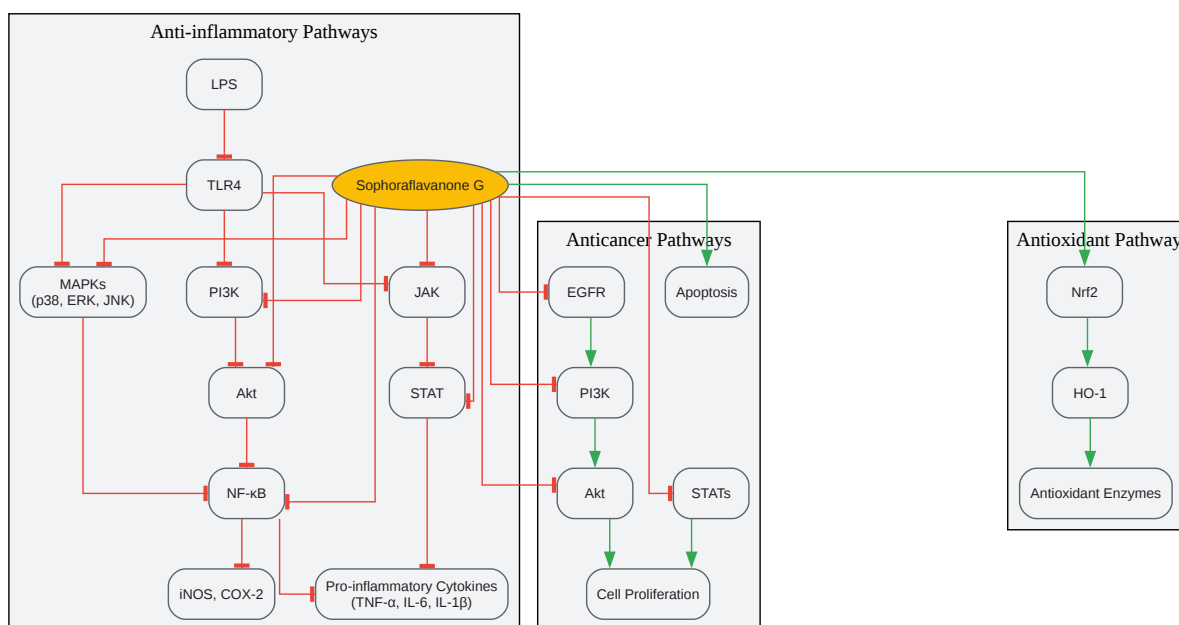 Anti-inflammatory Pathways
LPS
TLR4
Sophoraflavanone G
Anticancer Pathways
Antioxidant Pathway
MAPKs
(p38, ERK, JNK)
PI3K
JAK
EGFR
Apoptosis
Nrf2
Akt
STAT
PI3K
HO-1
NF-κB
Akt
STATs
Antioxidant Enzymes
iNOS, COX-2
Pro-inflammatory Cytokines
(TNF-α, IL-6, IL-1β)
Cell Proliferation